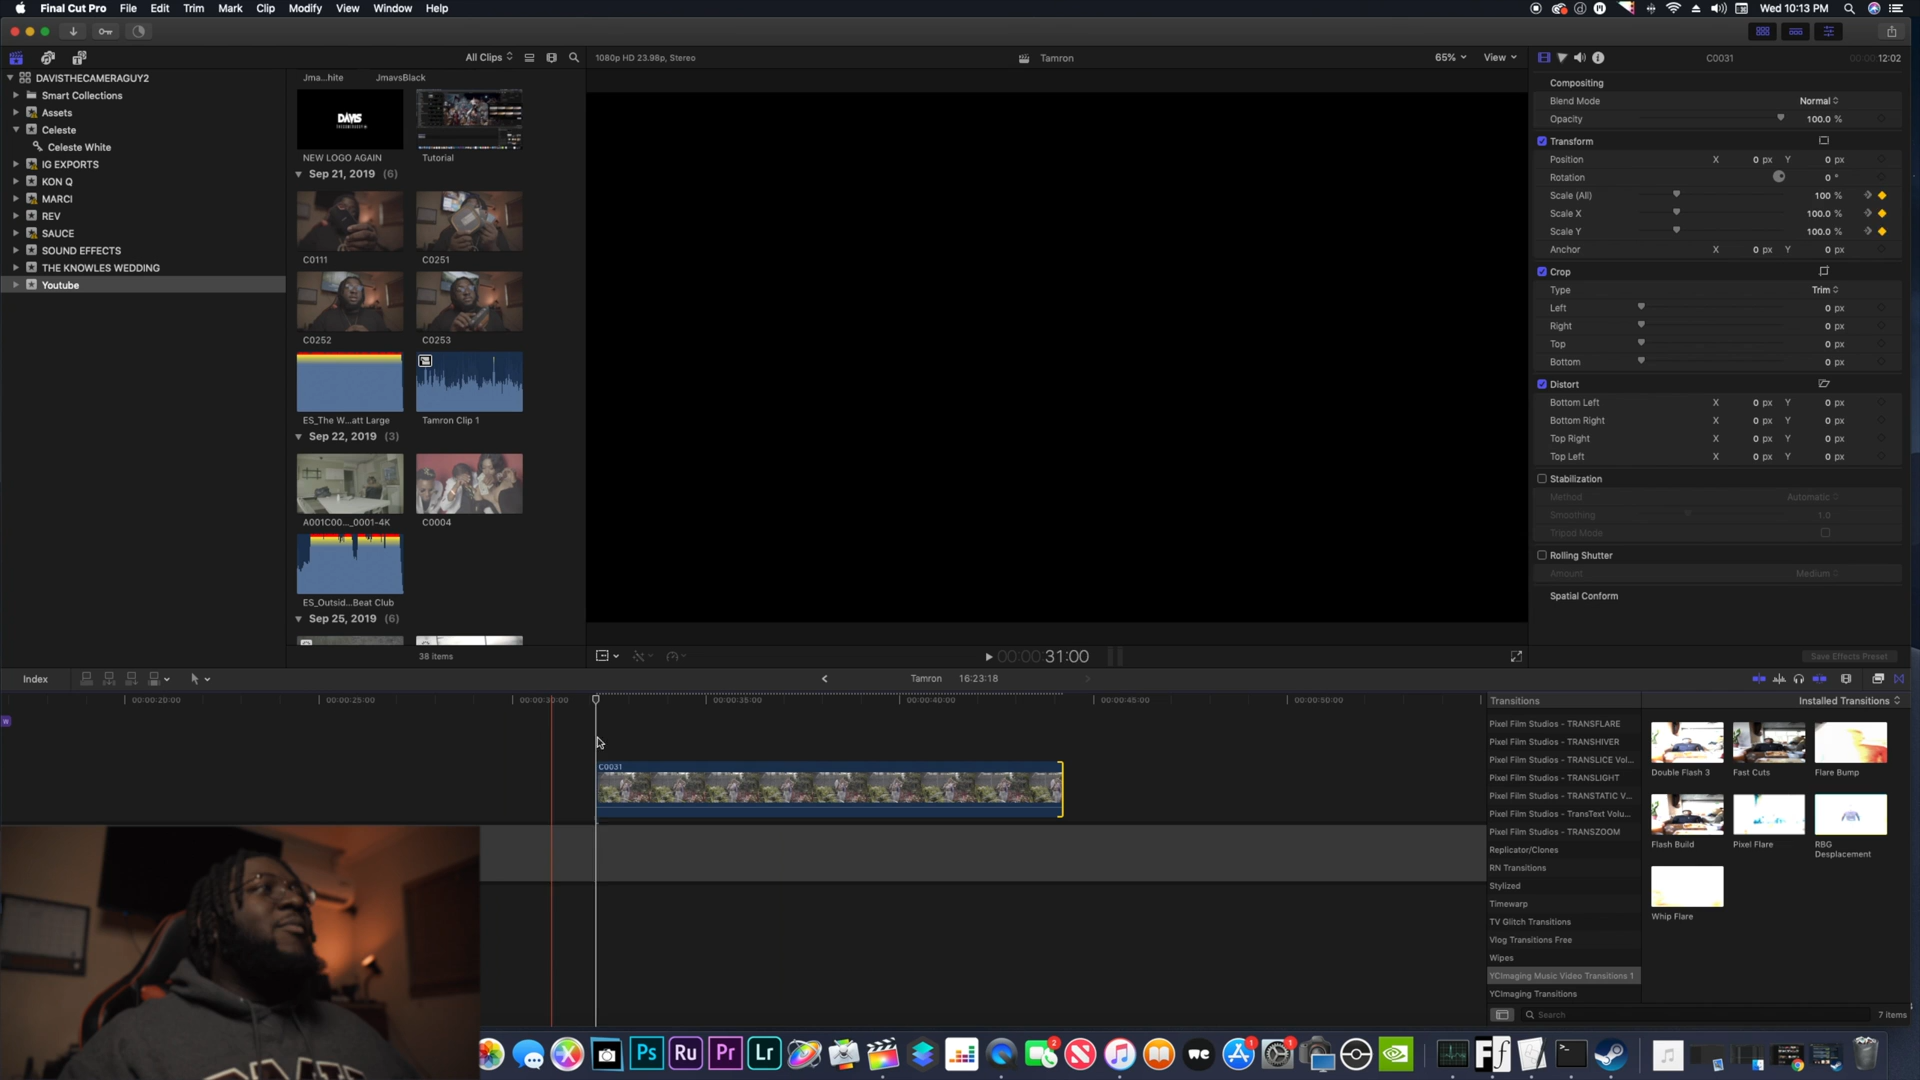 Final Cut Pro File Edit Trim Mark Clip Modify View Window Help
Wed 10:13 PM
All Clips
1080p HD 23.98p, Stereo
Tamron
65%
View
C0031
00:00:12:02
DAVISTHECAMERAGUY2
Smart Collections
Assets
Celeste
Celeste White
IG EXPORTS
KON Q
MARCI
REV
SAUCE
SOUND EFFECTS
THE KNOWLES WEDDING
Youtube
Jma...hite
JmavsBlack
DAVIS
NEW LOGO AGAIN
Tutorial
Sep 21, 2019 (6)
C0111
C0251
C0252
C0253
ES_The W...att Large
Tamron Clip 1
Sep 22, 2019 (3)
A001C00..._0001-4K
C0004
ES_Outsid...Beat Club
Sep 25, 2019 (6)
38 items
00:00:00:31:00
Compositing
Blend Mode Normal
Opacity 100.0 %
Transform
Position X 0 px Y 0 px
Rotation 0 °
Scale (All) 100 %
Scale X 100.0 %
Scale Y 100.0 %
Anchor X 0 px Y 0 px
Crop
Type Trim
Left 0 px
Right 0 px
Top 0 px
Bottom 0 px
Distort
Bottom Left X 0 px Y 0 px
Bottom Right X 0 px Y 0 px
Top Right X 0 px Y 0 px
Top Left X 0 px Y 0 px
Stabilization
Method Automatic
Smoothing 1.0
Tripod Mode
Rolling Shutter
Amount Medium
Spatial Conform
Save Effects Preset
Index
Tamron 16:23:18
00:00:20:00 00:00:25:00 00:00:30:00 00:00:35:00 00:00:40:00 00:00:45:00 00:00:50:00
C0031
Transitions
Installed Transitions
Pixel Film Studios - TRANSFLARE
Pixel Film Studios - TRANSHIVER
Pixel Film Studios - TRANSLICE Vol...
Pixel Film Studios - TRANSLIGHT
Pixel Film Studios - TRANSTATIC V...
Pixel Film Studios - TransText Volu...
Pixel Film Studios - TRANSZOOM
Replicator/Clones
RN Transitions
Stylized
Timewarp
TV Glitch Transitions
Vlog Transitions Free
Wipes
YCImaging Music Video Transitions 1
YCImaging Transitions
Double Flash 3
Fast Cuts
Flare Bump
Flash Build
Pixel Flare
RBG
Desplacement
Whip Flare
Search
7 items
Ps Ru Pr Lr
2
we
1
1
Ff